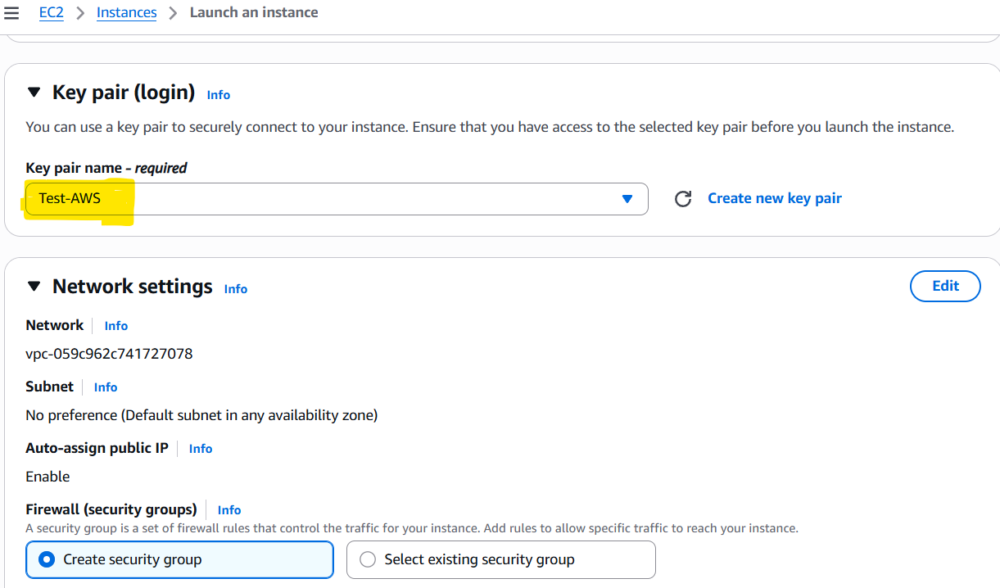 EC2 > Instances > Launch an instance
Key pair (login) Info
You can use a key pair to securely connect to your instance. Ensure that you have access to the selected key pair before you launch the instance.
Key pair name - required
Test-AWS
Create new key pair
Network settings Info
Edit
Network Info
vpc-059c962c741727078
Subnet Info
No preference (Default subnet in any availability zone)
Auto-assign public IP Info
Enable
Firewall (security groups) Info
A security group is a set of firewall rules that control the traffic for your instance. Add rules to allow specific traffic to reach your instance.
Create security group
Select existing security group